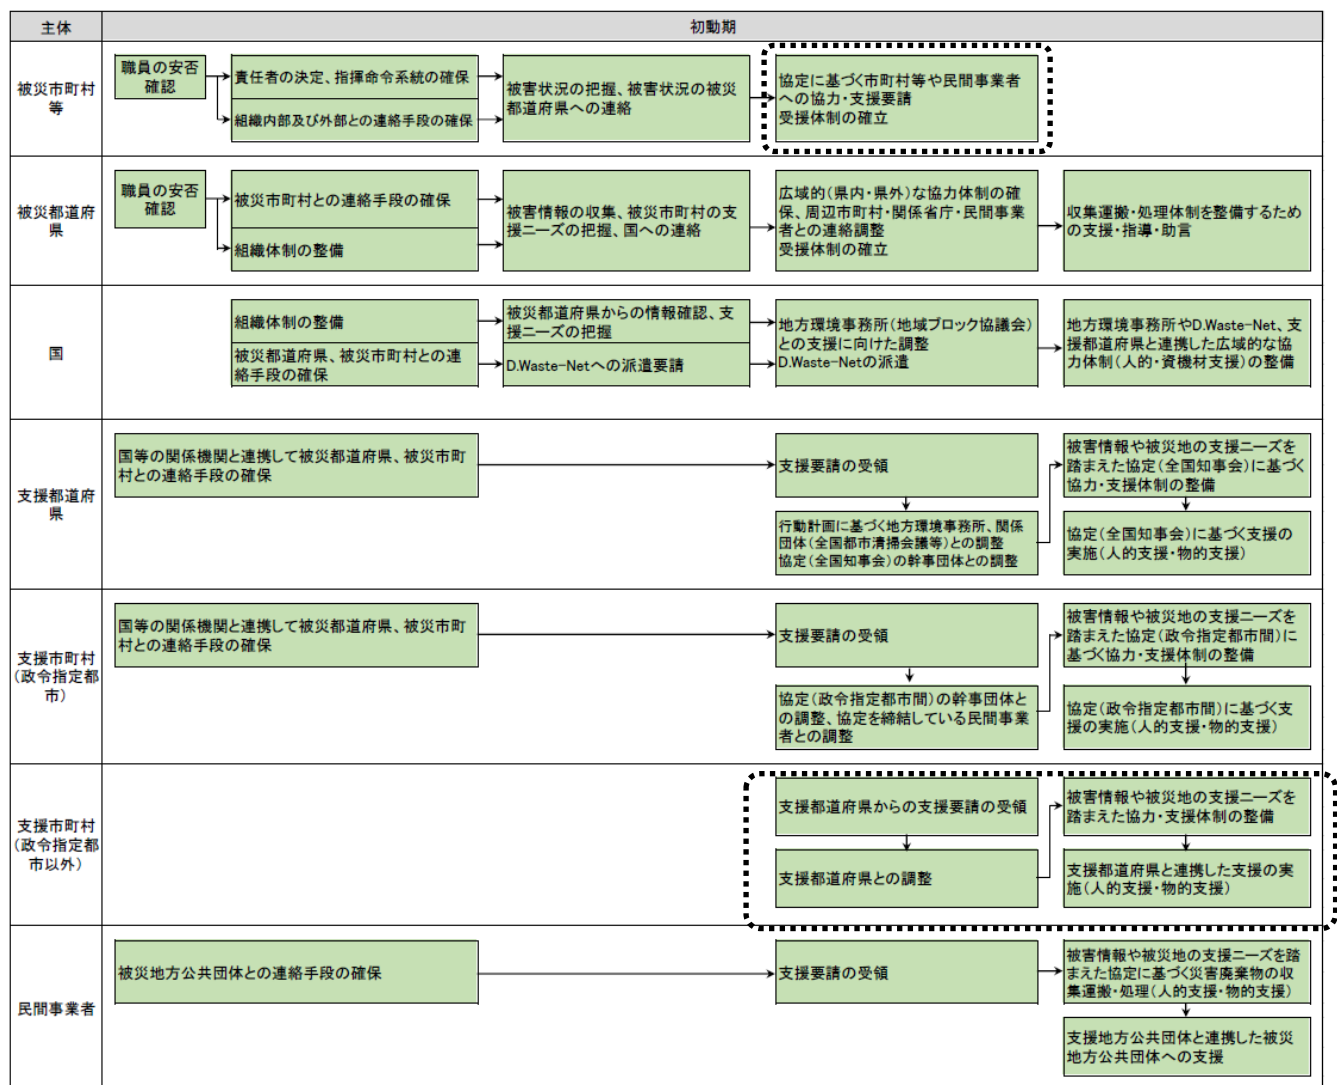 主体
初動期
被災市町村
等
職員の安否
確認
責任者の決定、指揮命令系統の確保
組織内部及び外部との連絡手段の確保
被害状況の把握、被害状況の被災
都道府県への連絡
協定に基づく市町村等や民間事業者
への協力・支援要請
受援体制の確立
被災都道府
県
職員の安否
確認
被災市町村との連絡手段の確保
組織体制の整備
被害情報の収集、被災市町村の支
援ニーズの把握、国への連絡
広域的(県内・県外)な協力体制の確
保、周辺市町村・関係省庁・民間事業
者との連絡調整
受援体制の確立
収集運搬・処理体制を整備するため
の支援・指導・助言
国
組織体制の整備
被災都道府県、被災市町村との連
絡手段の確保
被災都道府県からの情報確認、支
援ニーズの把握
D.Waste-Netへの派遣要請
地方環境事務所(地域ブロック協議会)
との支援に向けた調整
D.Waste-Netの派遣
地方環境事務所やD.Waste-Net、支
援都道府県と連携した広域的な協
力体制(人的・資機材支援)の整備
支援都道府
県
国等の関係機関と連携して被災都道府県、被災市町
村との連絡手段の確保
支援要請の受領
行動計画に基づく地方環境事務所、関係
団体(全国都市清掃会議等)との調整
協定(全国知事会)の幹事団体との調整
被害情報や被災地の支援ニーズを
踏まえた協定(全国知事会)に基づく
協力・支援体制の整備
協定(全国知事会)に基づく支援の
実施(人的支援・物的支援)
支援市町村
(政令指定都
市)
国等の関係機関と連携して被災都道府県、被災市町
村との連絡手段の確保
支援要請の受領
協定(政令指定都市間)の幹事団体と
の調整、協定を締結している民間事業
者との調整
被害情報や被災地の支援ニーズを
踏まえた協定(政令指定都市間)に
基づく協力・支援体制の整備
協定(政令指定都市間)に基づく支
援の実施(人的支援・物的支援)
支援市町村
(政令指定都
市以外)
支援都道府県からの支援要請の受領
支援都道府県との調整
被害情報や被災地の支援ニーズを
踏まえた協力・支援体制の整備
支援都道府県と連携した支援の実
施(人的支援・物的支援)
民間事業者
被災地方公共団体との連絡手段の確保
支援要請の受領
被害情報や被災地の支援ニーズを踏
まえた協定に基づく災害廃棄物の収
集運搬・処理(人的支援・物的支援)
支援地方公共団体と連携した被災
地方公共団体への支援